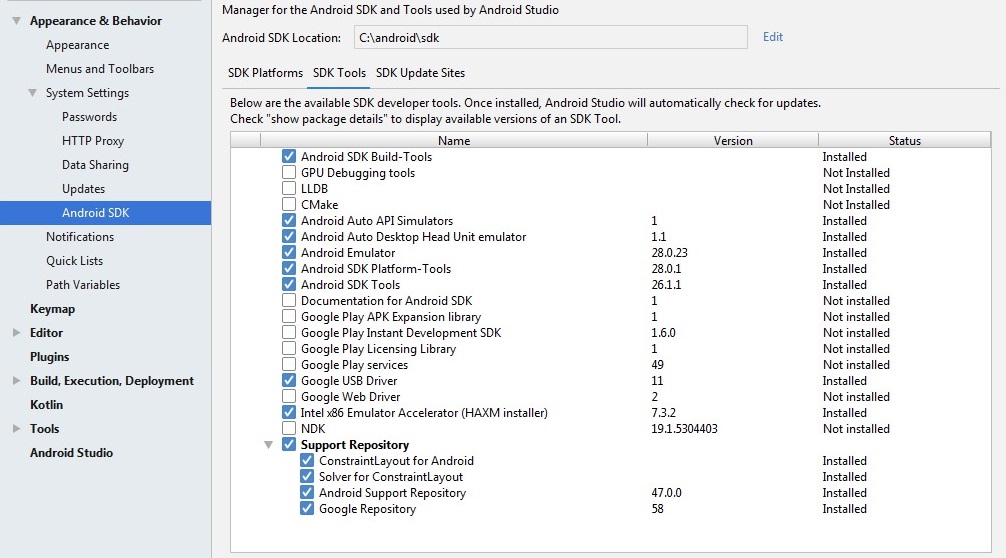 Appearance & Behavior
Appearance
Menus and Toolbars
System Settings
Passwords
HTTP Proxy
Data Sharing
Updates
Android SDK
Notifications
Quick Lists
Path Variables
Keymap
Editor
Plugins
Build, Execution, Deployment
Kotlin
Tools
Android Studio
Manager for the Android SDK and Tools used by Android Studio
Android SDK Location: C:\android\sdk Edit
SDK Platforms SDK Tools SDK Update Sites
Below are the available SDK developer tools. Once installed, Android Studio will automatically check for updates.
Check "show package details" to display available versions of an SDK Tool.
Name Version Status
Android SDK Build-Tools Installed
GPU Debugging tools Not Installed
LLDB Not Installed
CMake Not Installed
Android Auto API Simulators 1 Installed
Android Auto Desktop Head Unit emulator 1.1 Installed
Android Emulator 28.0.23 Installed
Android SDK Platform-Tools 28.0.1 Installed
Android SDK Tools 26.1.1 Installed
Documentation for Android SDK 1 Not installed
Google Play APK Expansion library 1 Not installed
Google Play Instant Development SDK 1.6.0 Not installed
Google Play Licensing Library 1 Not installed
Google Play services 49 Not installed
Google USB Driver 11 Installed
Google Web Driver 2 Not installed
Intel x86 Emulator Accelerator (HAXM installer) 7.3.2 Installed
NDK 19.1.5304403 Not installed
Support Repository
ConstraintLayout for Android Installed
Solver for ConstraintLayout Installed
Android Support Repository 47.0.0 Installed
Google Repository 58 Installed